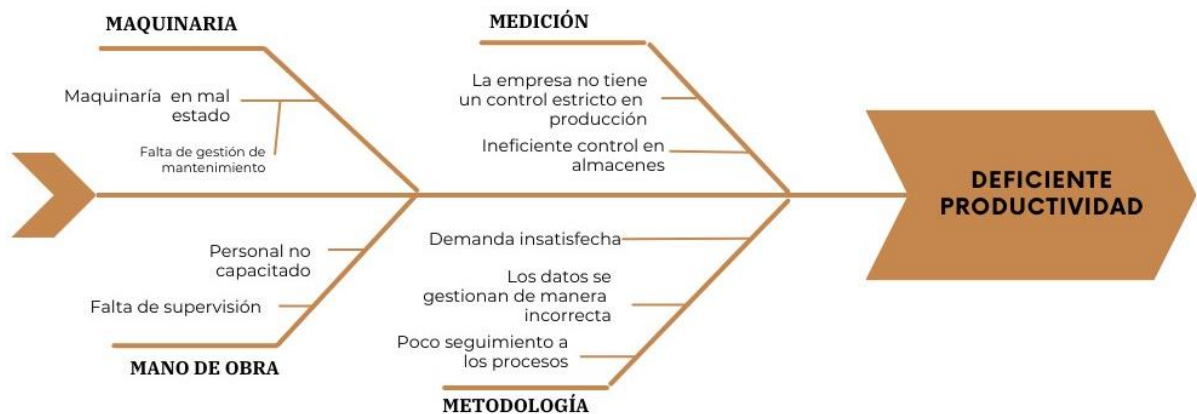 MAQUINARIA
Maquinaría en mal
estado
Falta de gestión de
mantenimiento
MEDICIÓN
La empresa no tiene
un control estricto en
producción
Ineficiente control en
almacenes
DEFICIENTE
PRODUCTIVIDAD
Personal no
capacitado
Falta de supervisión
MANO DE OBRA
Demanda insatisfecha
Los datos se
gestionan de manera
incorrecta
Poco seguimiento a
los procesos
METODOLOGÍA